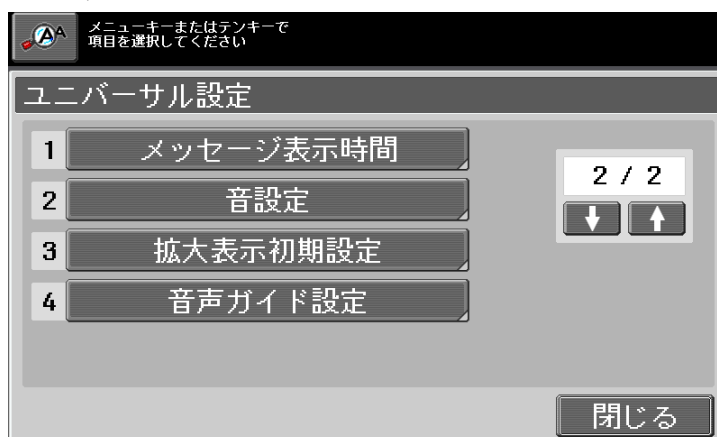 メニューキーまたはテンキーで
項目を選択してください
ユニバーサル設定
1 メッセージ表示時間
2 音設定
3 拡大表示初期設定
4 音声ガイド設定
2 / 2
閉じる